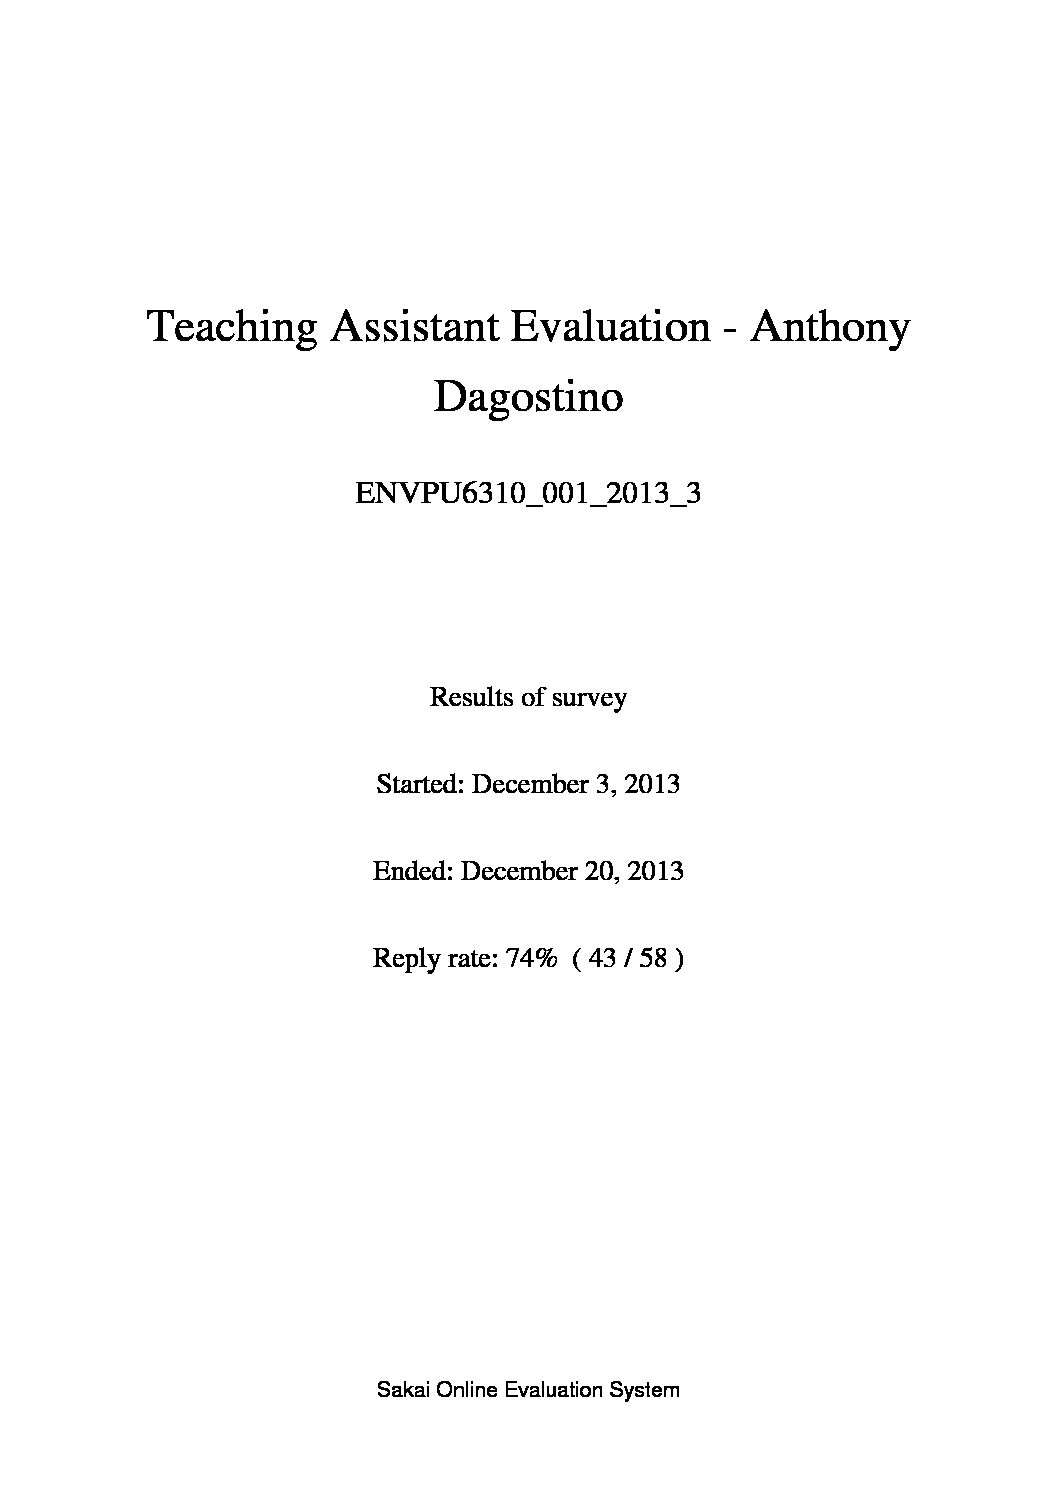 Teaching Assistant Evaluation - Anthony
Dagostino
ENVPU6310_001_2013_3
Results of survey
Started: December 3, 2013
Ended: December 20, 2013
Reply rate: 74% ( 43 / 58 )
Sakai Online Evaluation System